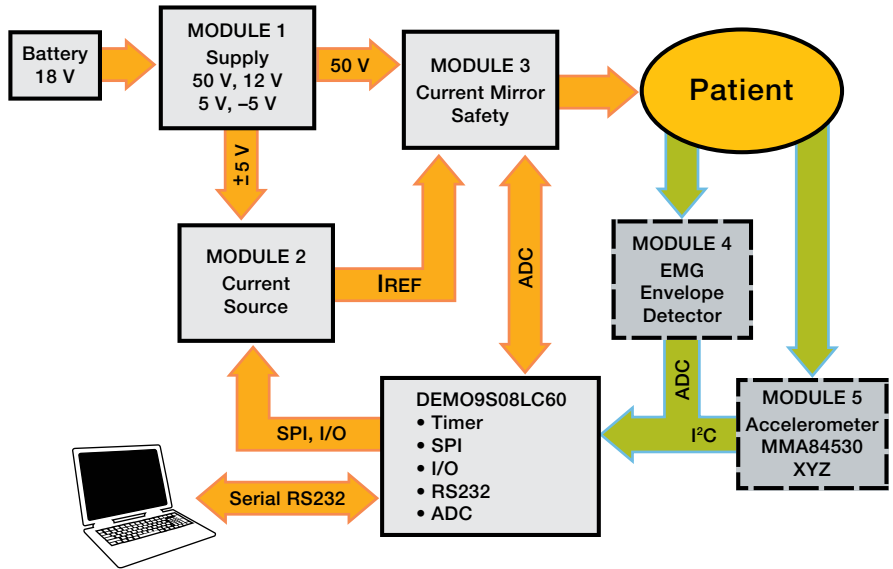 Battery
18 V
MODULE 1
Supply
50 V, 12 V
5 V, –5 V
50 V
MODULE 3
Current Mirror
Safety
Patient
±5 V
MODULE 2
Current
Source
IREF
ADC
MODULE 4
EMG
Envelope
Detector
ADC
I²C
MODULE 5
Accelerometer
MMA84530
XYZ
SPI, I/O
DEMO9S08LC60
• Timer
• SPI
• I/O
• RS232
• ADC
Serial RS232